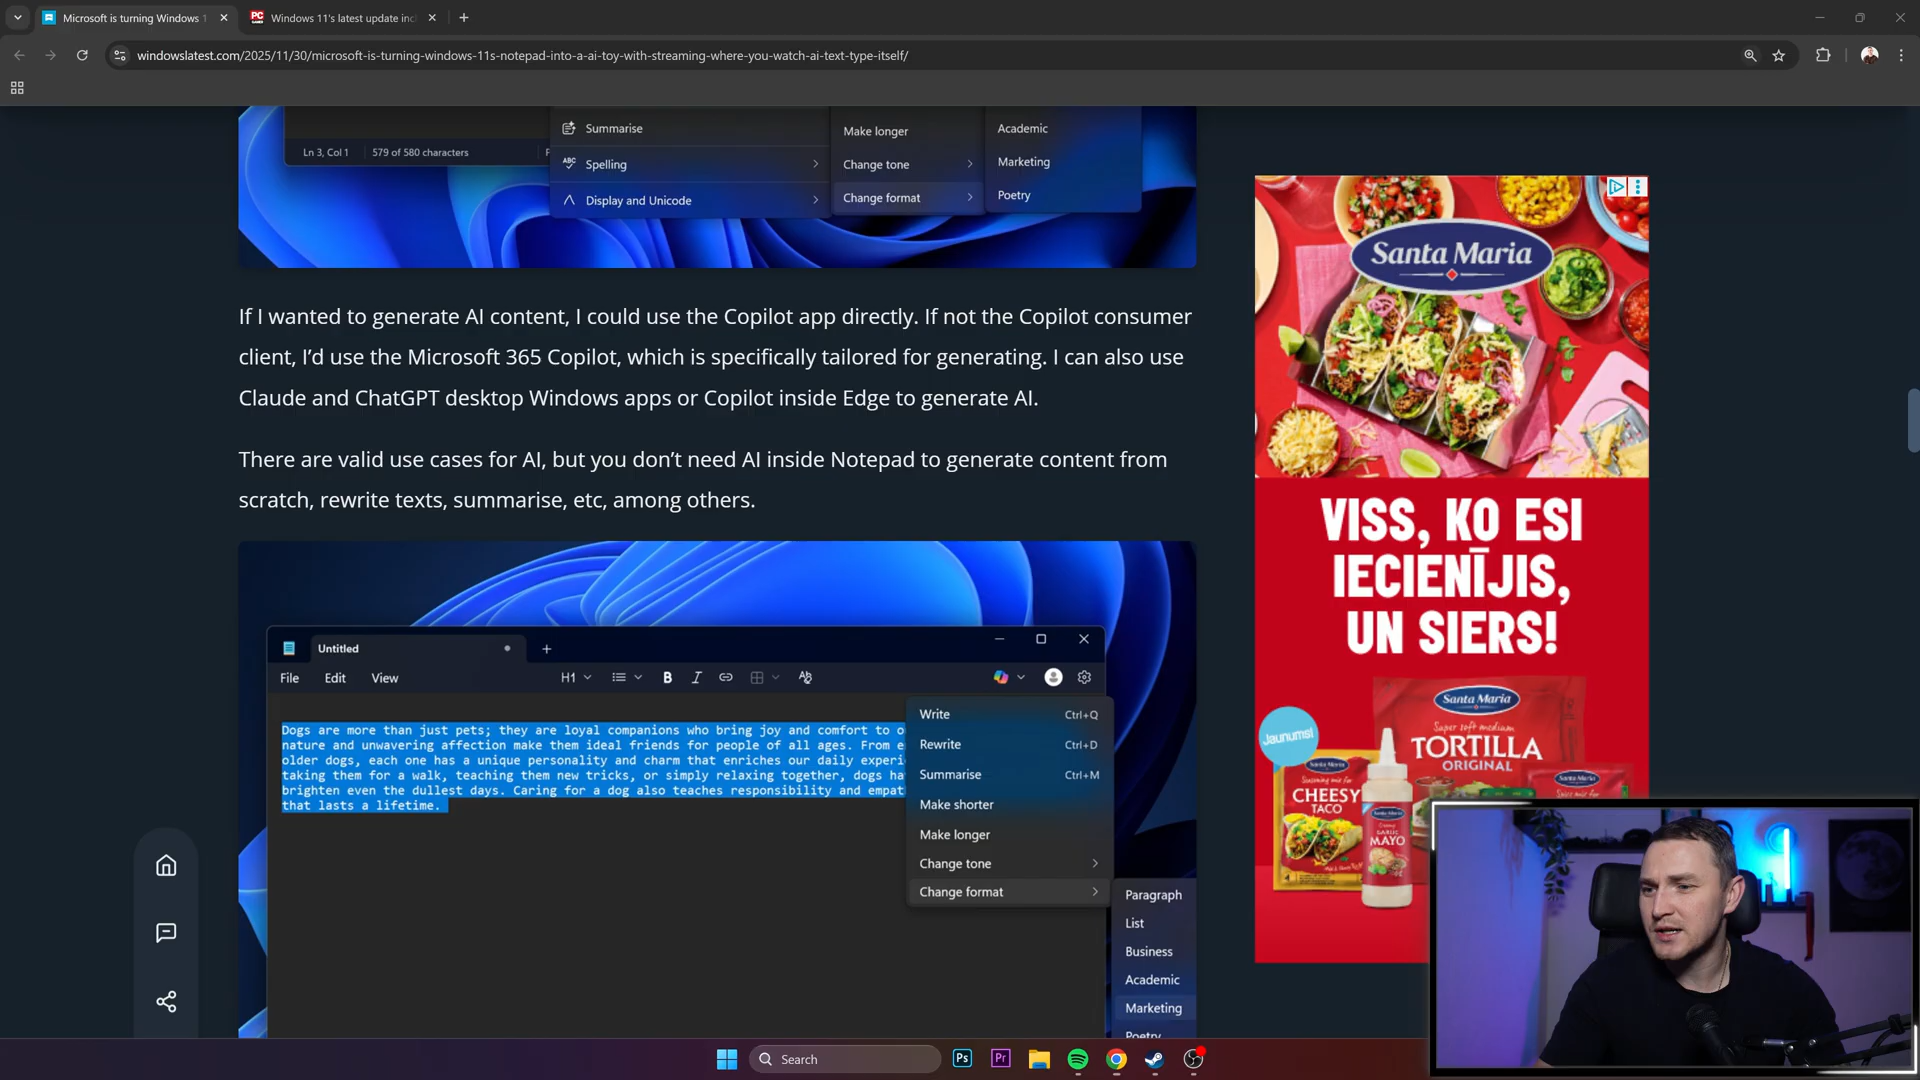 Microsoft is turning Windows 1
Windows 11's latest update inc
windowslatest.com/2025/11/30/microsoft-is-turning-windows-11s-notepad-into-a-ai-toy-with-streaming-where-you-watch-ai-text-type-itself/
Summarise
Make longer
Academic
Ln 3, Col 1
579 of 580 characters
ABC
Spelling
Change tone
Marketing
Display and Unicode
Change format
Poetry
If I wanted to generate AI content, I could use the Copilot app directly. If not the Copilot consumer
client, I'd use the Microsoft 365 Copilot, which is specifically tailored for generating. I can also use
Claude and ChatGPT desktop Windows apps or Copilot inside Edge to generate AI.
There are valid use cases for AI, but you don't need AI inside Notepad to generate content from
scratch, rewrite texts, summarise, etc, among others.
Untitled
File Edit View H1 B I
Write Ctrl+Q
Rewrite Ctrl+D
Summarise Ctrl+M
Make shorter
Make longer
Change tone
Change format
Dogs are more than just pets; they are loyal companions who bring joy and comfort to o
nature and unwavering affection make them ideal friends for people of all ages. From e
older dogs, each one has a unique personality and charm that enriches our daily experi
taking them for a walk, teaching them new tricks, or simply relaxing together, dogs ha
brighten even the dullest days. Caring for a dog also teaches responsibility and empat
that lasts a lifetime.
Paragraph
List
Business
Academic
Marketing
Poetry
Santa Maria
VISS, KO ESI
IECIENĪJIS,
UN SIERS!
Santa Maria
Super soft medium
TORTILLA
ORIGINAL
Jaunums!
Santa Maria
CHEESY
TACO
GARLIC
MAYO
Santa Maria
Search
Ps
Pr